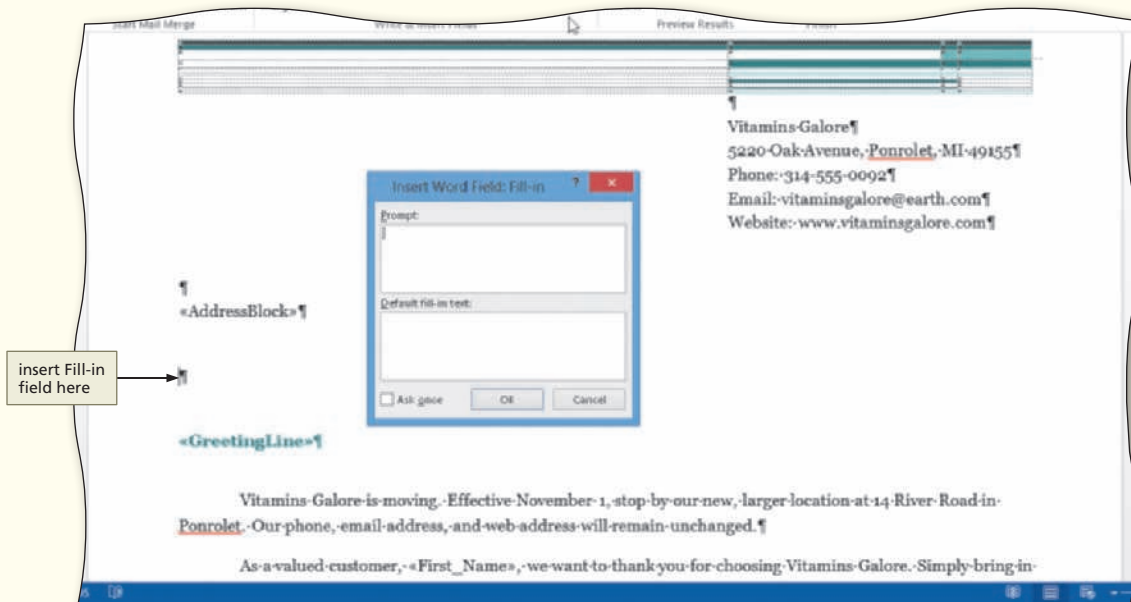 Start Mail Merge Write & Insert Fields Preview Results Finish
¶
Vitamins·Galore¶
5220·Oak·Avenue,·Ponrolet,·MI·49155¶
Phone:·314-555-0092¶
Email:·vitaminsgalore@earth.com¶
Website:·www.vitaminsgalore.com¶
Insert Word Field: Fill-in ?
Prompt:
Default fill-in text:
Ask once OK Cancel
¶
«AddressBlock»¶
insert Fill-in
field here
¶
«GreetingLine»¶
Vitamins·Galore·is·moving.·Effective·November·1,·stop·by·our·new,·larger·location·at·14·River·Road·in·
Ponrolet.·Our·phone,·email·address,·and·web·address·will·remain·unchanged.¶
As·a·valued·customer,·«First_Name»,·we·want·to·thank·you·for·choosing·Vitamins·Galore.·Simply·bring·in·